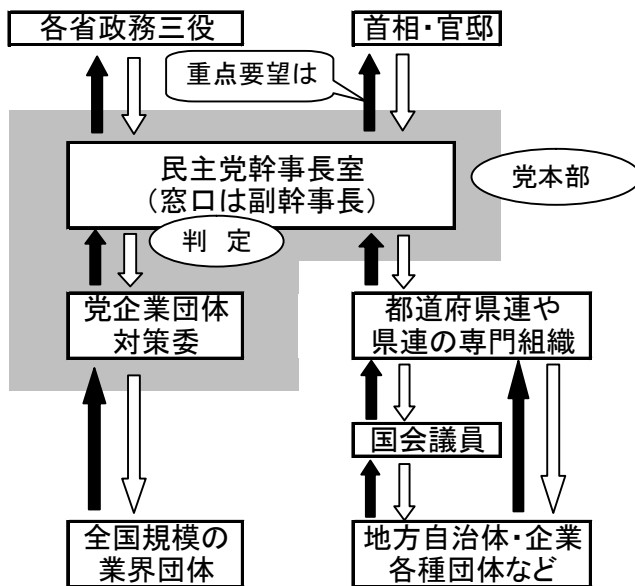 各省政務三役
首相・官邸
重点要望は
民主党幹事長室
（窓口は副幹事長）
党本部
判 定
党企業団体
対策委
都道府県連や
県連の専門組織
国会議員
全国規模の
業界団体
地方自治体・企業
各種団体など